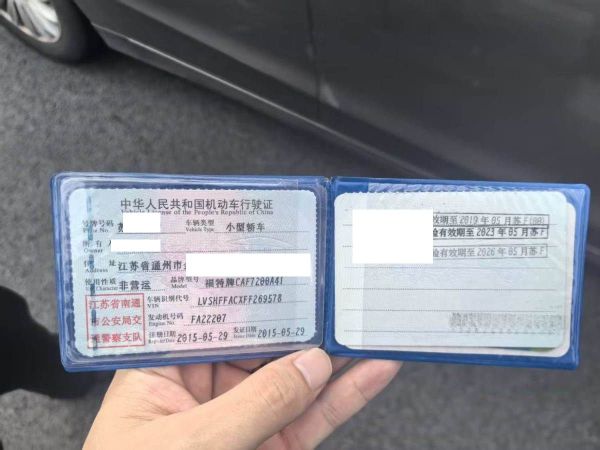 中华人民共和国机动车行驶证
Vehicle License of the People's Republic of China
号牌号码 苏
Plate No.
车辆类型 小型轿车
Vehicle Type
所有人
Owner
住址 江苏省通州市
Address
使用性质 非营运
Use Character
品牌型号 福特牌CAF7200A41
Model
江苏省南通
市公安局交
通警察支队
车辆识别代号 LVSHFFACXFF269578
VIN
发动机号码 FA22207
Engine No.
注册日期 2015-05-29
Register Date
发证日期 2015-05-29
Issue Date
效期至 2019年05月苏F(88)
验有效期至 2023年05月苏F
验有效期至 2026年05月苏F